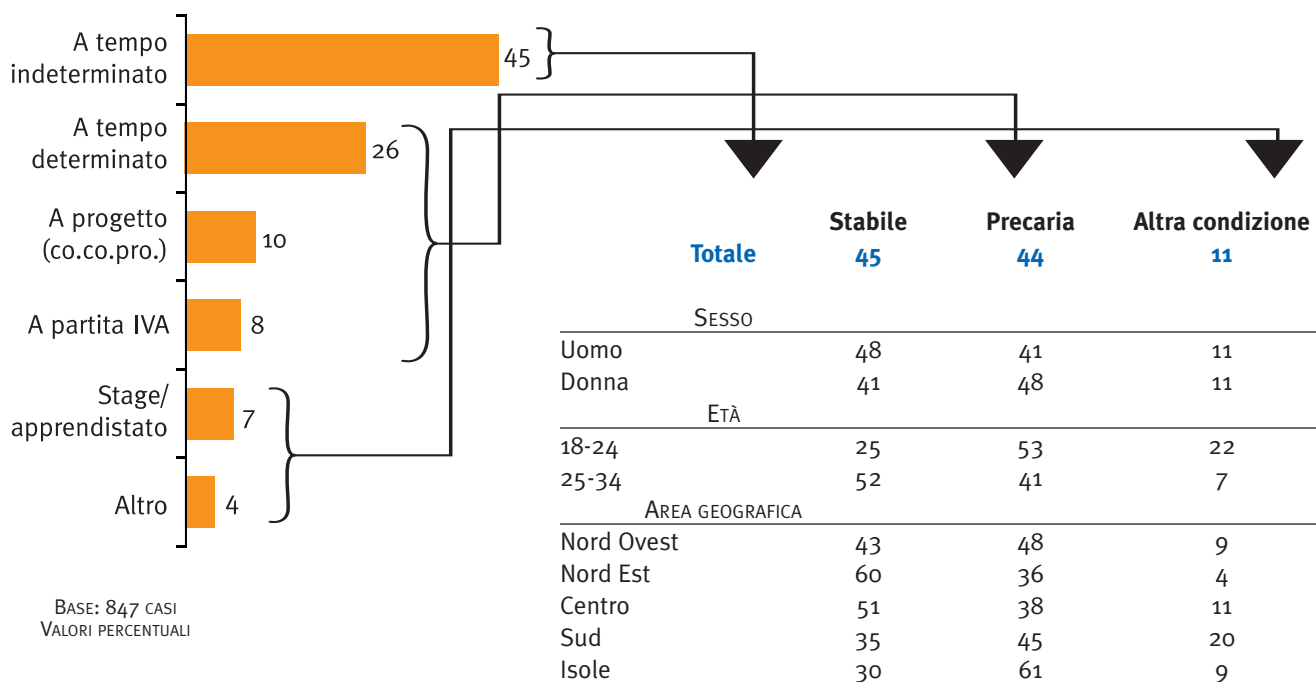 A tempo
indeterminato
45
A tempo
determinato
26
A progetto
(co.co.pro.)
10
A partita IVA
8
Stage/
apprendistato
7
Altro
4
BASE: 847 CASI
VALORI PERCENTUALI
Stabile Precaria Altra condizione
Totale 45 44 11
SESSO
Uomo 48 41 11
Donna 41 48 11
ETÀ
18-24 25 53 22
25-34 52 41 7
AREA GEOGRAFICA
Nord Ovest 43 48 9
Nord Est 60 36 4
Centro 51 38 11
Sud 35 45 20
Isole 30 61 9